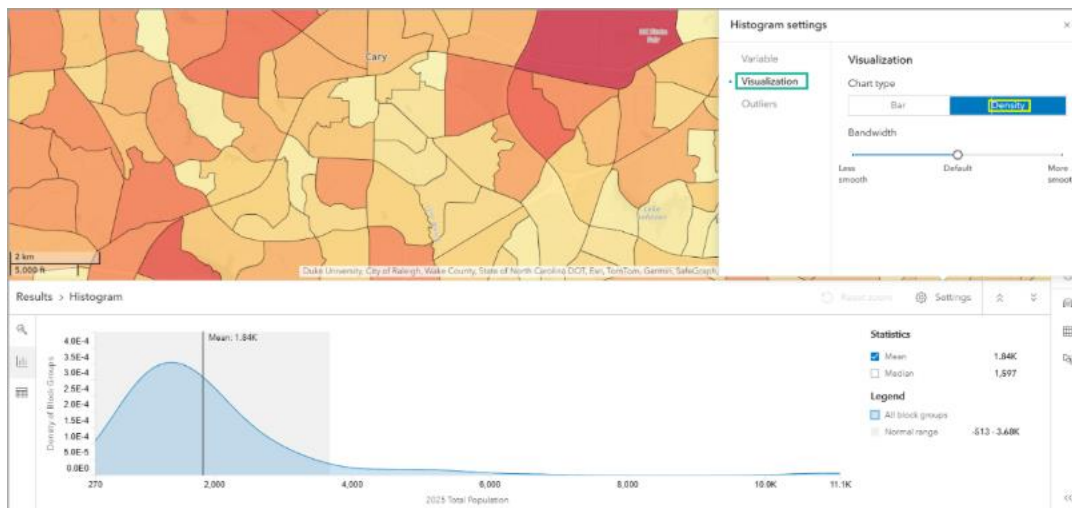 Cary
2 km
5,000 ft
Duke University, City of Raleigh, Wake County, State of North Carolina DOT, Esri, TomTom, Garmin, SafeGraph,
Histogram settings
×
Variable
Visualization
Outliers
Visualization
Chart type
Bar
Density
Bandwidth
Less smooth
Default
More smoot
Results > Histogram
Reset zoom
Settings
Density of Block Groups
4.0E-4
3.5E-4
3.0E-4
2.5E-4
2.0E-4
1.5E-4
1.0E-4
5.0E-5
0.0E0
Mean: 1.84K
270
2,000
4,000
6,000
8,000
10.0K
11.1K
2025 Total Population
Statistics
Mean 1.84K
Median 1,597
Legend
All block groups
Normal range -513 - 3.68K